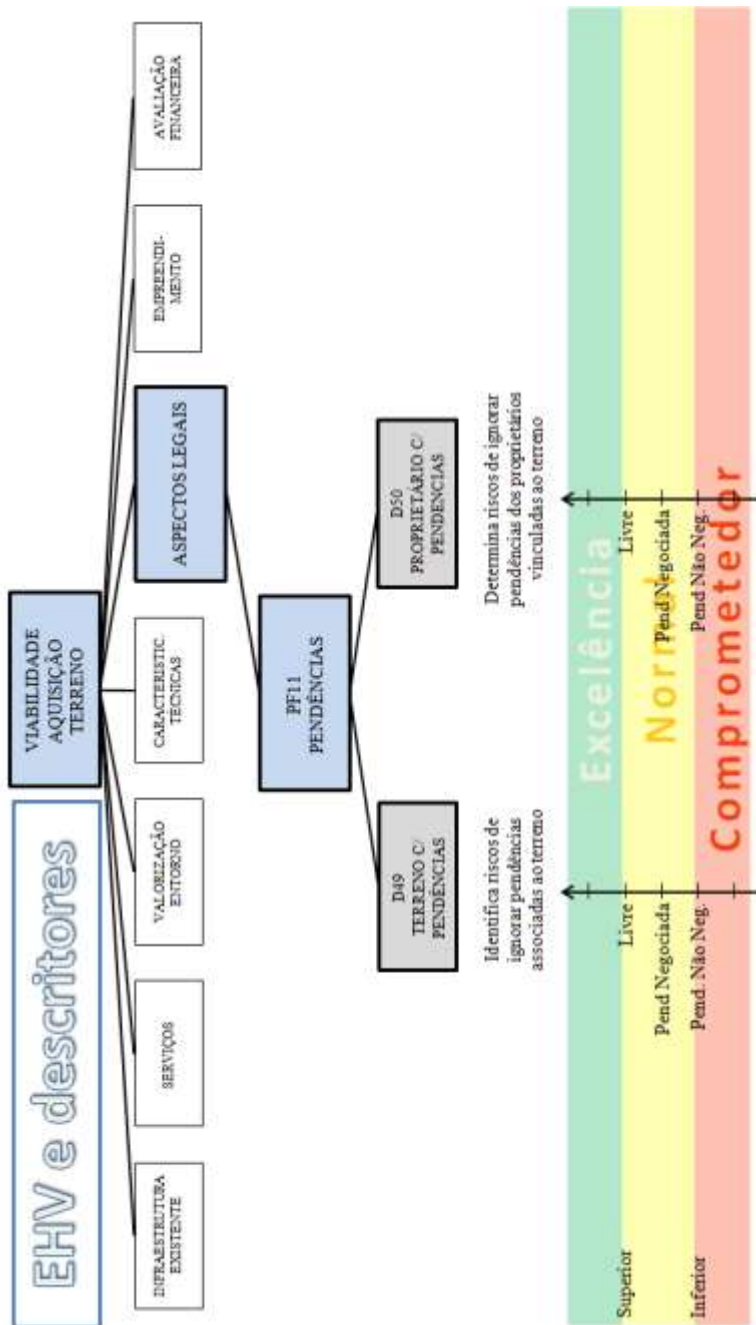 EHV e descritores
VIABILIDADE
AQUISIÇÃO
TERRENO
INFRAESTRUTURA
EXISTENTE
SERVIÇOS
VALORIZAÇÃO
ENTORNO
CARACTERISTIC.
TÉCNICAS
ASPECTOS LEGAIS
EMPREENDI-
MENTO
AVALIAÇÃO
FINANCEIRA
PF11
PENDÊNCIAS
D49
TERRENO C/
PENDÊNCIAS
D50
PROPRIETÁRIO C/
PENDENCIAS
Identifica riscos de
ignorar pendências
associadas ao terreno
Determina riscos de ignorar
pendências dos proprietários
vinculadas ao terreno
Excelência
Superior
Livre
Livre
Normal
Pend Negociada
Pend Negociada
Inferior
Pend. Não Neg.
Pend Não Neg.
Comprometedor